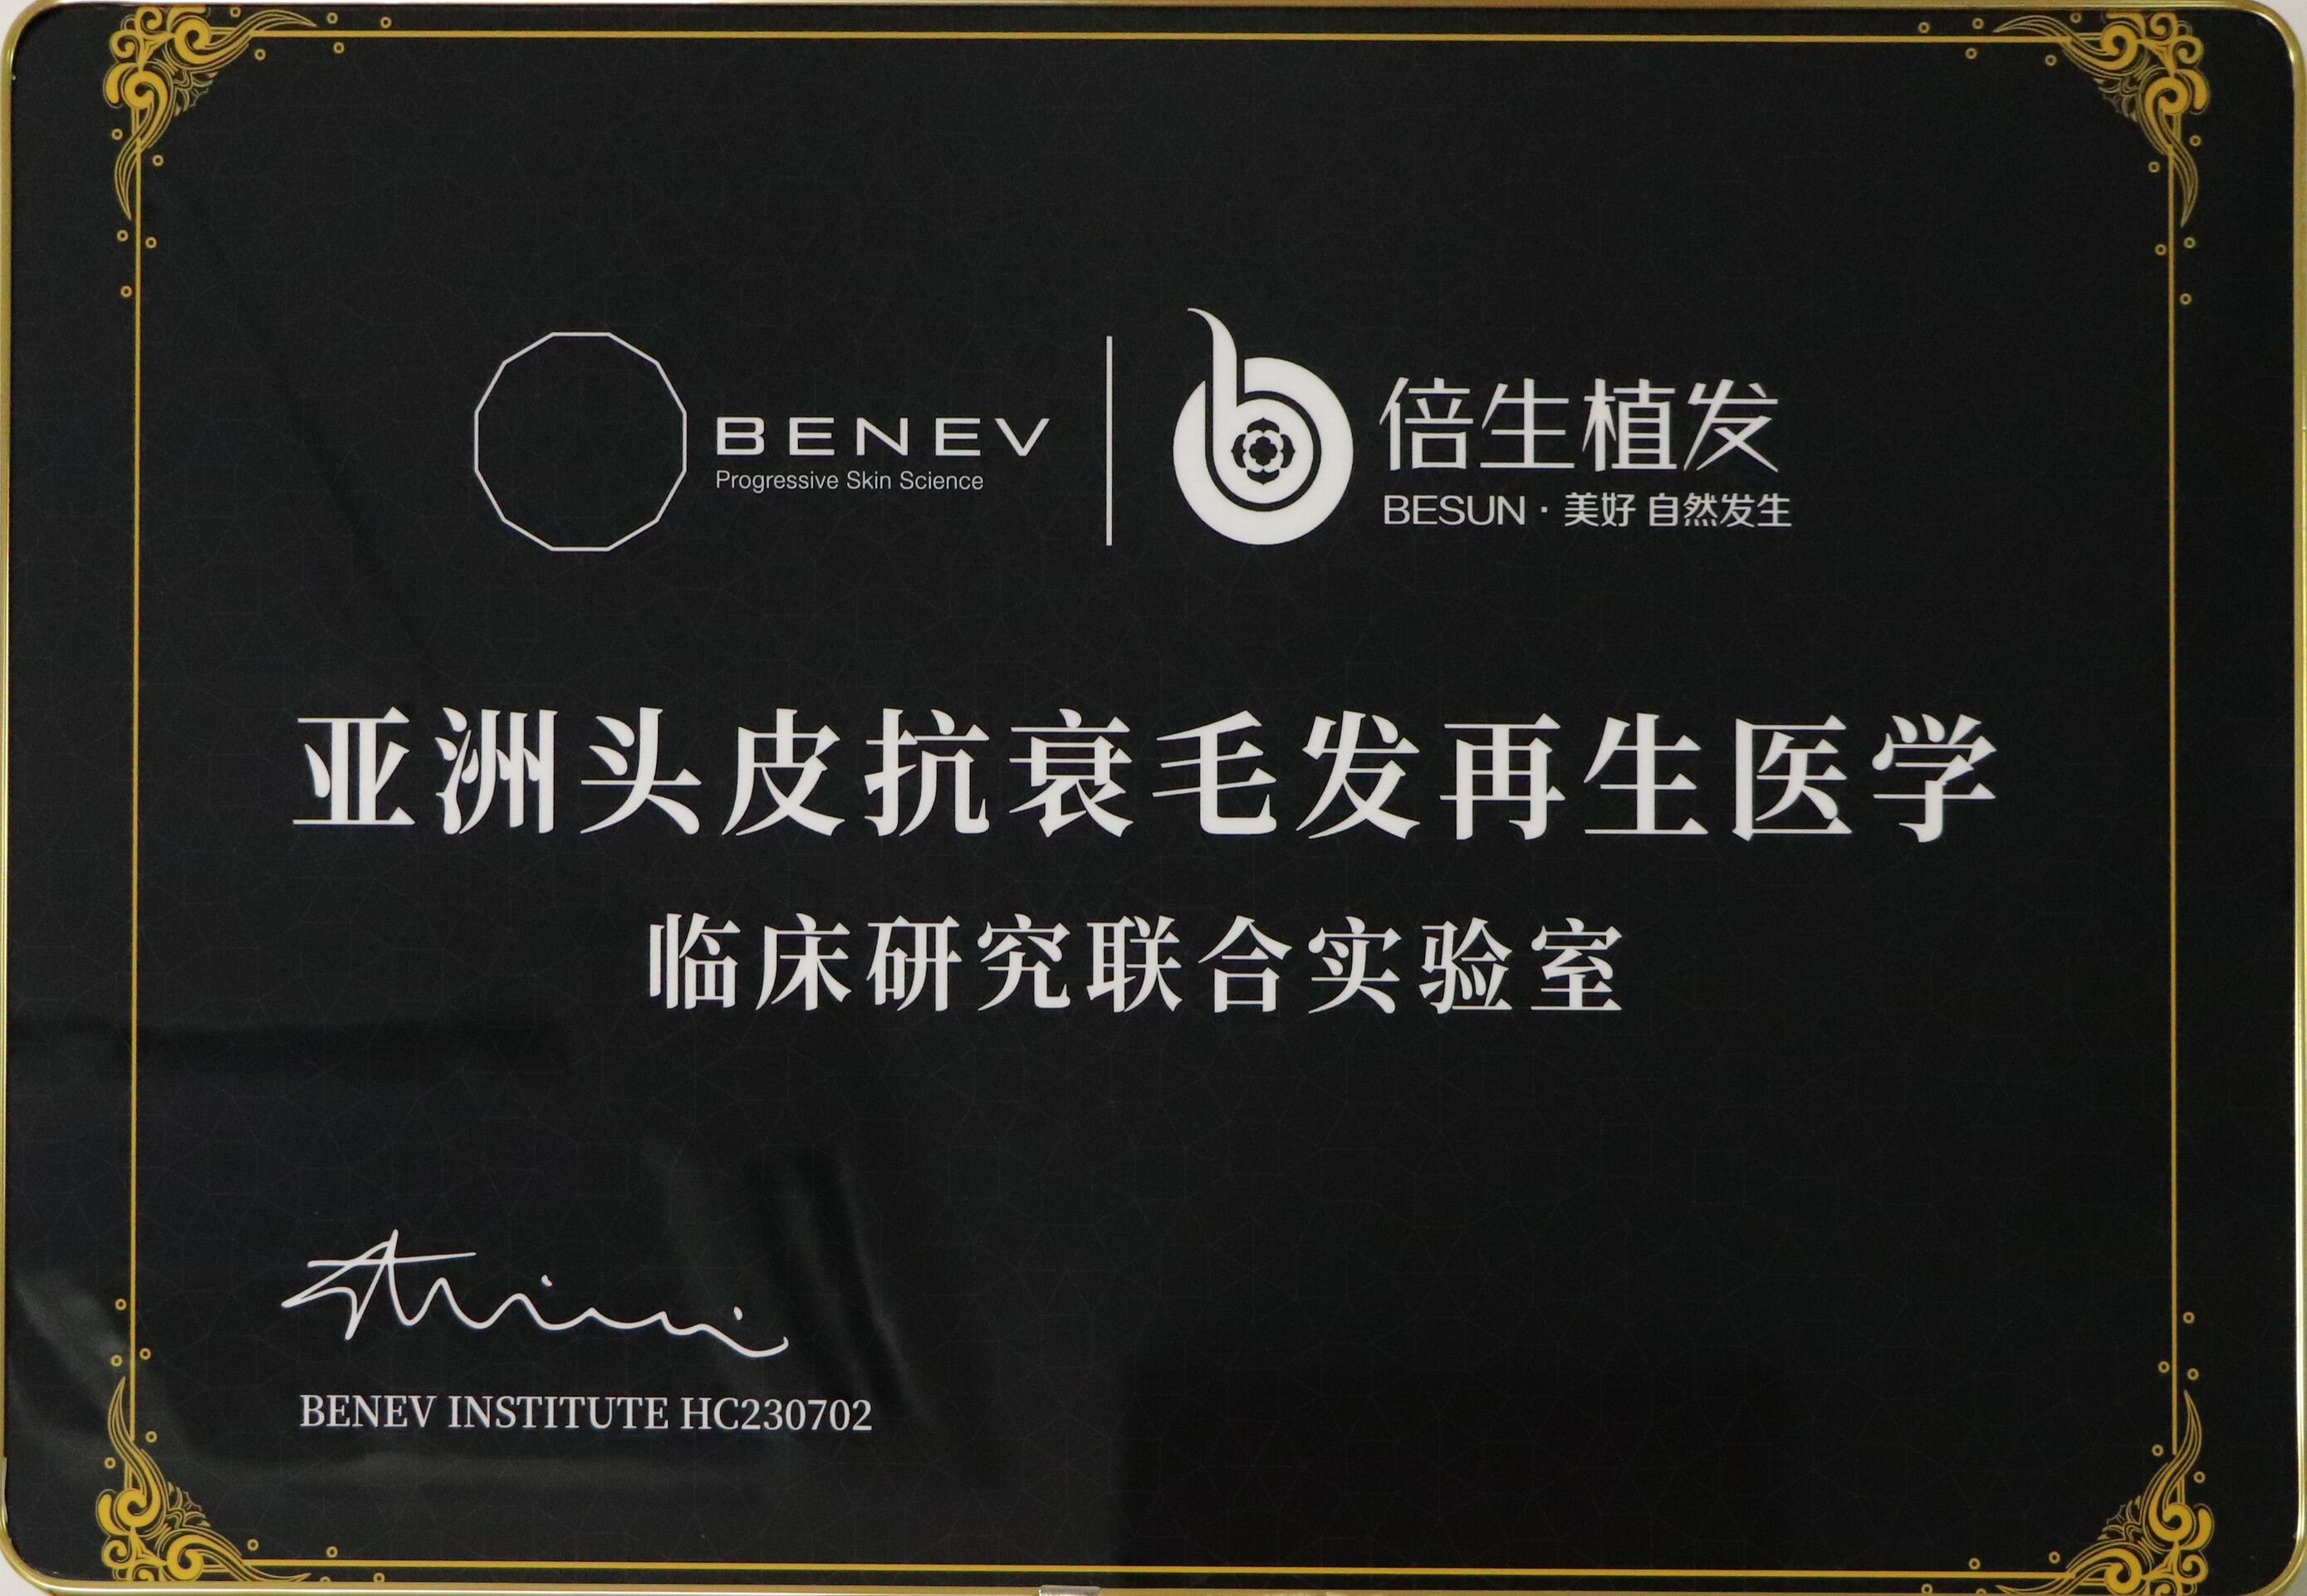 BENEV
Progressive Skin Science
倍生植发
BESUN · 美好 自然发生
亚洲头皮抗衰毛发再生医学
临床研究联合实验室
BENEV INSTITUTE HC230702